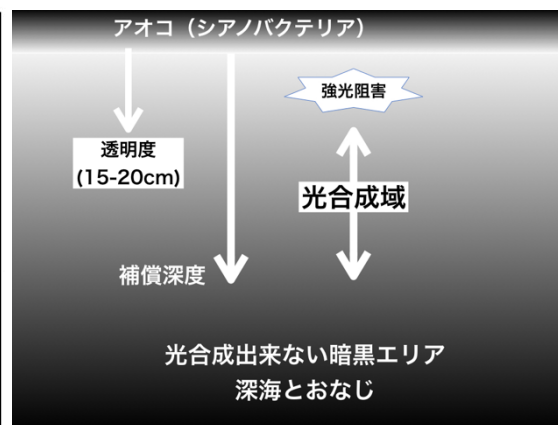 アオコ（シアノバクテリア）
強光阻害
透明度
(15-20cm)
光合成域
補償深度
光合成出来ない暗黒エリア
深海とおなじ